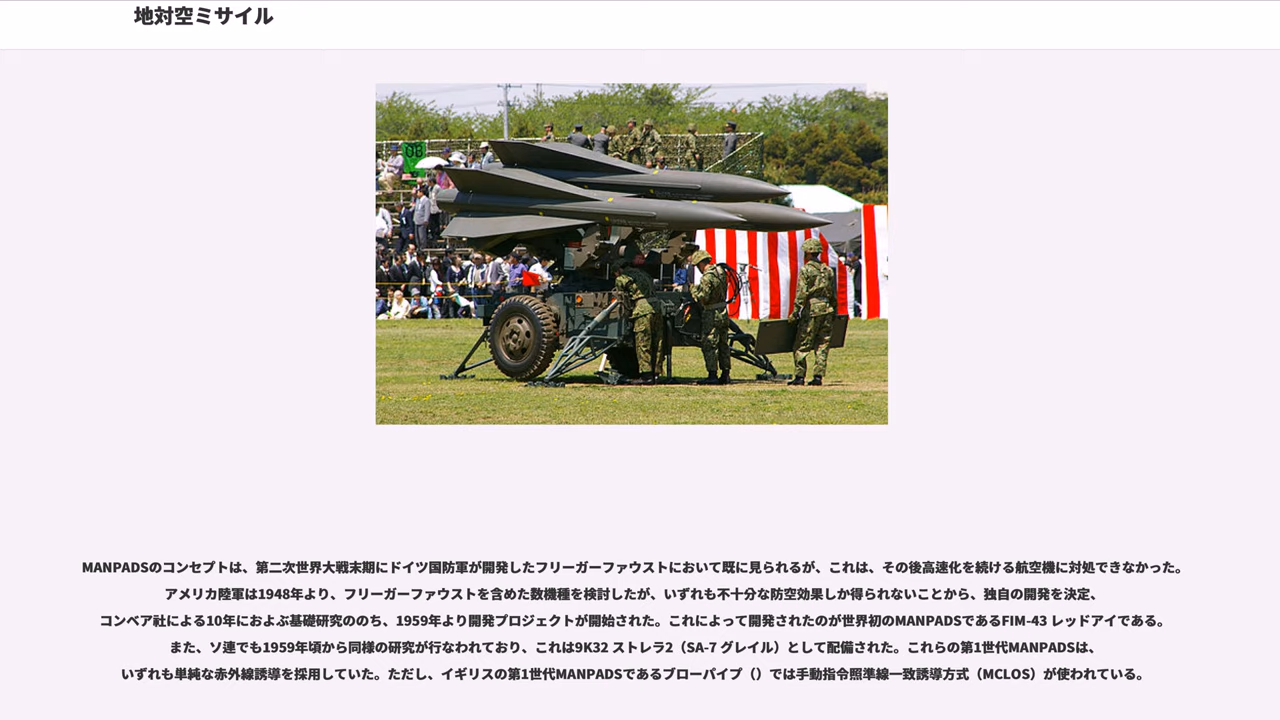 地対空ミサイル
08
MANPADSのコンセプトは、第二次世界大戦末期にドイツ国防軍が開発したフリーガーファウストにおいて既に見られるが、これは、その後高速化を続ける航空機に対処できなかった。
アメリカ陸軍は1948年より、フリーガーファウストを含めた数機種を検討したが、いずれも不十分な防空効果しか得られないことから、独自の開発を決定、
コンベア社による10年におよぶ基礎研究ののち、1959年より開発プロジェクトが開始された。これによって開発されたのが世界初のMANPADSであるFIM-43 レッドアイである。
また、ソ連でも1959年頃から同様の研究が行なわれており、これは9K32 ストレラ2（SA-7 グレイル）として配備された。これらの第1世代MANPADSは、
いずれも単純な赤外線誘導を採用していた。ただし、イギリスの第1世代MANPADSであるブローパイプ（）では手動指令照準線一致誘導方式（MCLOS）が使われている。